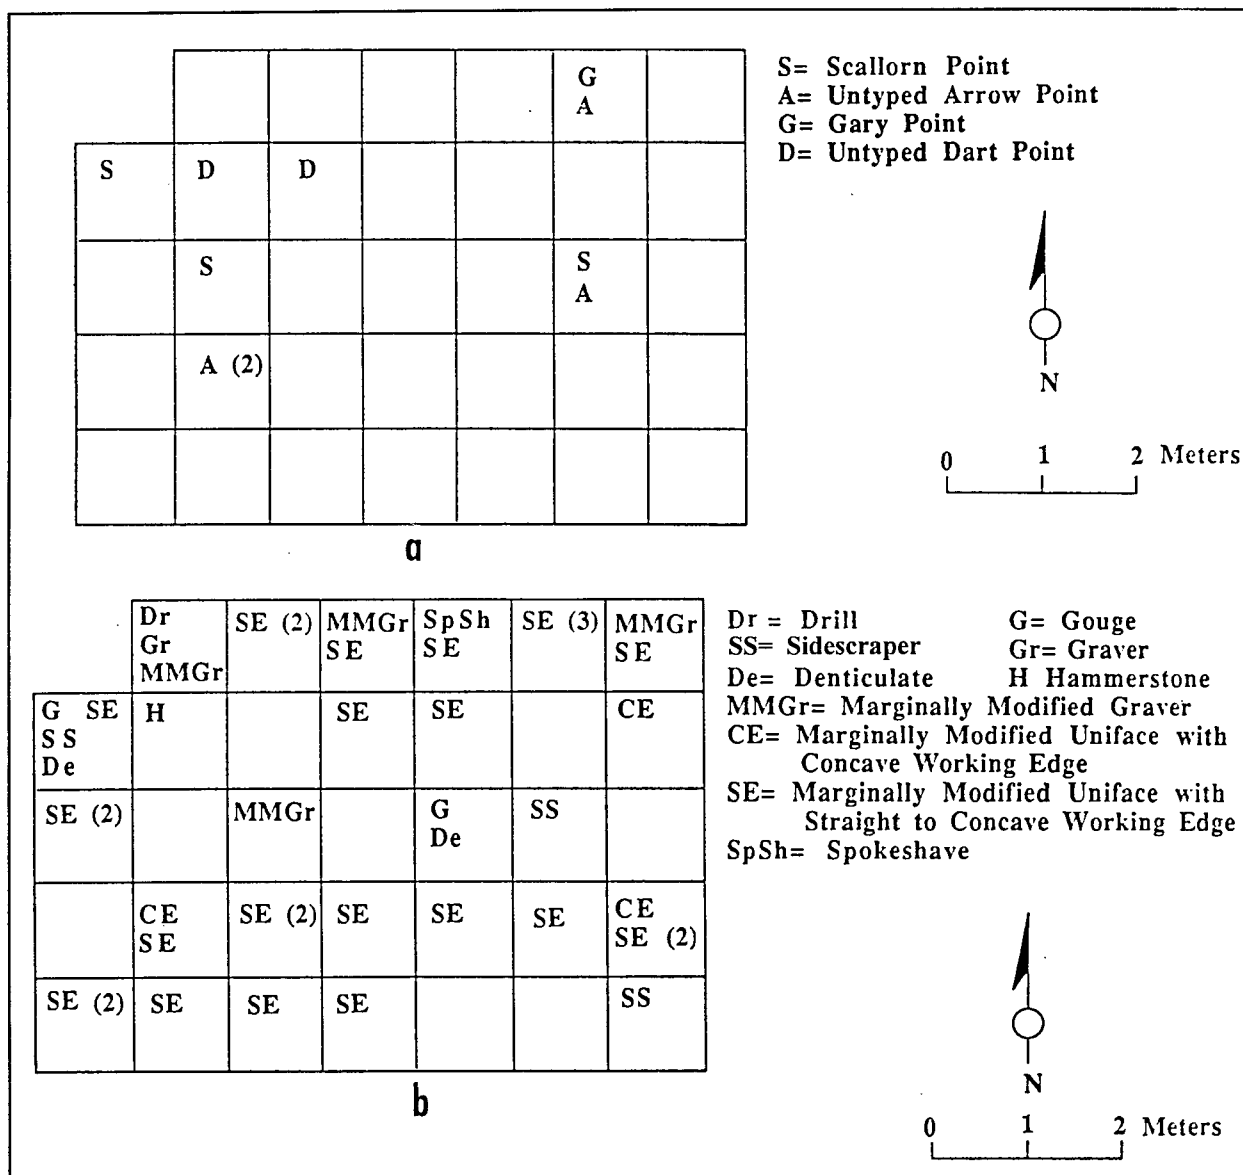 G
A
S D D
S S
A
A (2)
a
S= Scallorn Point
A= Untyped Arrow Point
G= Gary Point
D= Untyped Dart Point
N
0 1 2 Meters
Dr SE (2) MMGr SpSh SE (3) MMGr
Gr SE SE SE
MMGr
G SE H SE SE CE
SS
De
SE (2) MMGr G SS
De
CE SE (2) SE SE SE CE
SE SE (2)
SE (2) SE SE SE SS
b
Dr = Drill G= Gouge
SS= Sidescraper Gr= Graver
De= Denticulate H Hammerstone
MMGr= Marginally Modified Graver
CE= Marginally Modified Uniface with
Concave Working Edge
SE= Marginally Modified Uniface with
Straight to Concave Working Edge
SpSh= Spokeshave
N
0 1 2 Meters